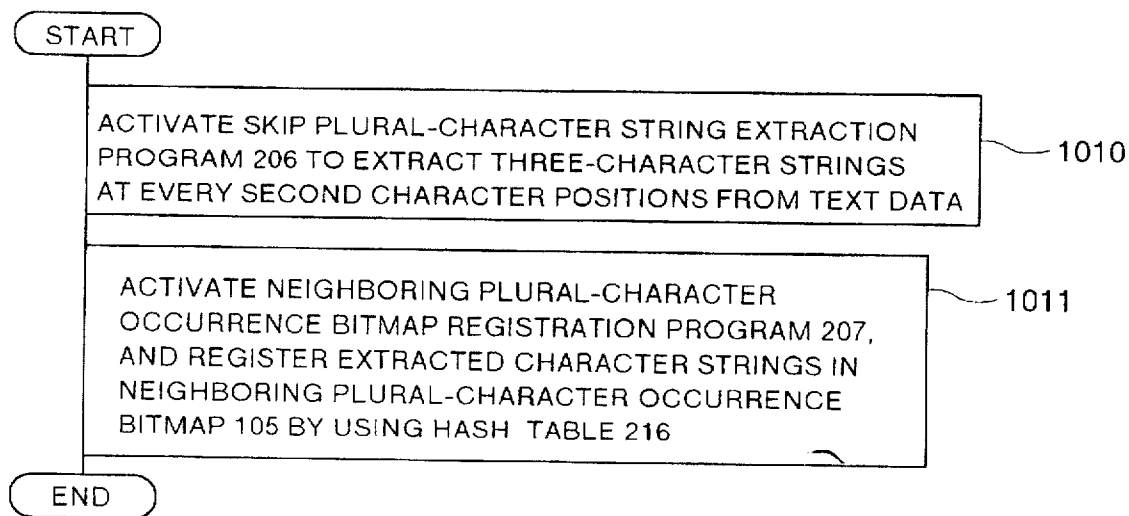 START
ACTIVATE SKIP PLURAL-CHARACTER STRING EXTRACTION
PROGRAM 206 TO EXTRACT THREE-CHARACTER STRINGS
AT EVERY SECOND CHARACTER POSITIONS FROM TEXT DATA
1010
ACTIVATE NEIGHBORING PLURAL-CHARACTER
OCCURRENCE BITMAP REGISTRATION PROGRAM 207,
AND REGISTER EXTRACTED CHARACTER STRINGS IN
NEIGHBORING PLURAL-CHARACTER OCCURRENCE
BITMAP 105 BY USING HASH TABLE 216
1011
END